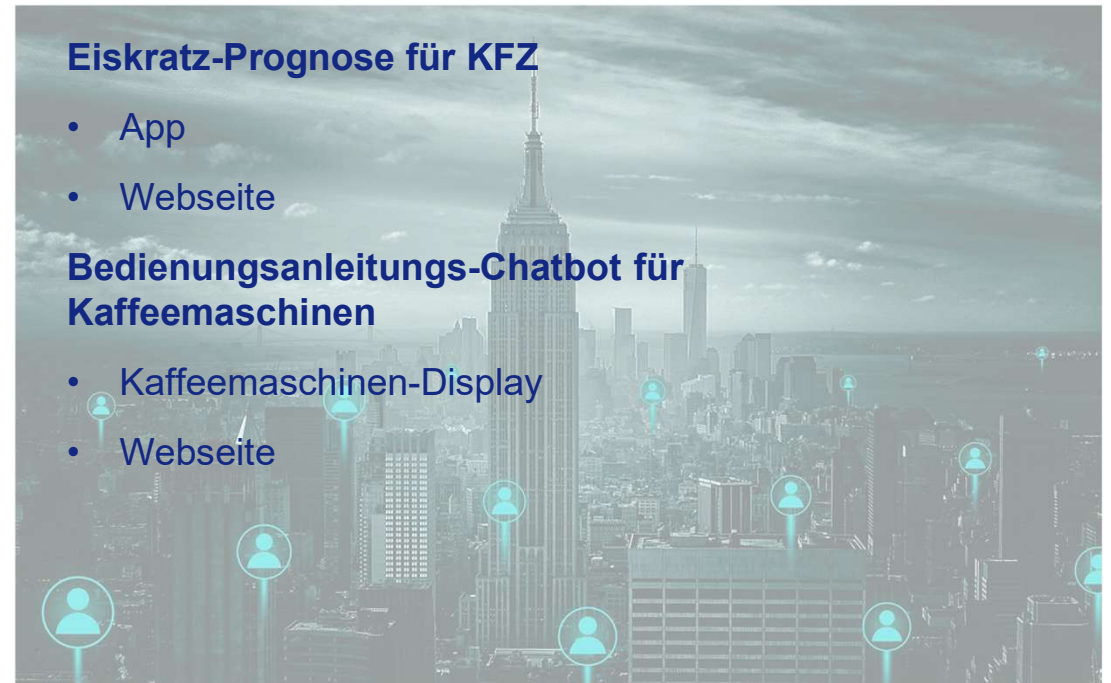 Eiskratz-Prognose für KFZ
• App
• Webseite
Bedienungsanleitungs-Chatbot für
Kaffeemaschinen
• Kaffeemaschinen-Display
• Webseite